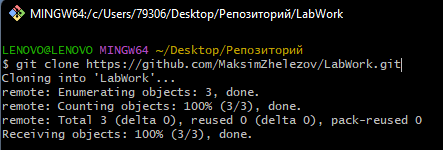 MINGW64:/c/Users/79306/Desktop/Репозиторий/LabWork
LENOVO@LENOVO MINGW64 ~/Desktop/Репозиторий
$ git clone https://github.com/MaksimZhelezov/LabWork.git
Cloning into 'LabWork'...
remote: Enumerating objects: 3, done.
remote: Counting objects: 100% (3/3), done.
remote: Total 3 (delta 0), reused 0 (delta 0), pack-reused 0
Receiving objects: 100% (3/3), done.